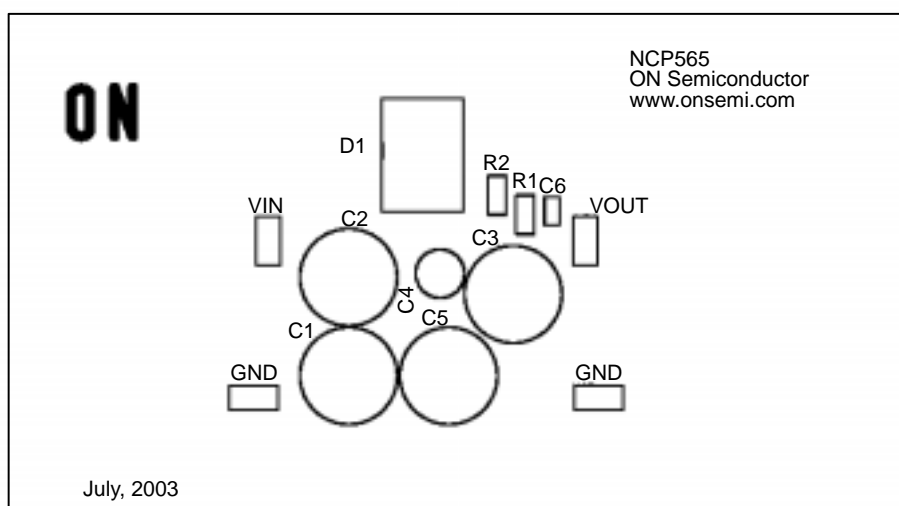 NCP565
ON Semiconductor
www.onsemi.com
ON
D1
R2
R1
C6
VIN
C2
C3
VOUT
C4
C5
C1
GND
GND
July, 2003